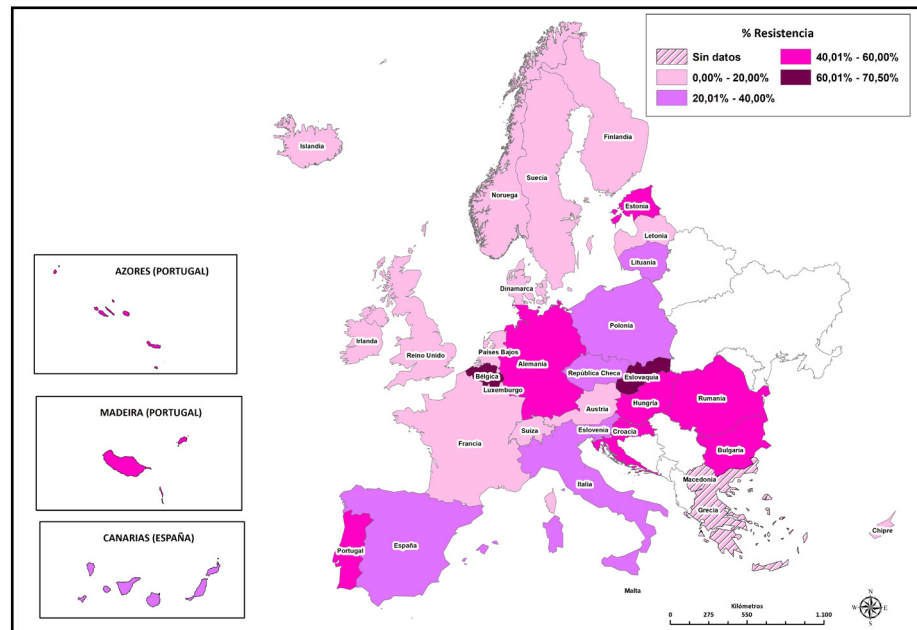 % Resistencia
Sin datos
40,01% - 60,00%
0,00% - 20,00%
60,01% - 70,50%
20,01% - 40,00%
Islandia
Finlandia
Suecia
Noruega
Estonia
Letonia
Lituania
Dinamarca
AZORES (PORTUGAL)
Polonia
Irlanda
Reino Unido
Países Bajos
Alemania
Bélgica
República Checa
Eslovaquia
Luxemburgo
MADEIRA (PORTUGAL)
Rumanía
Hungría
Austria
Suiza
Eslovenia
Croacia
Francia
Bulgaria
Macedonia
Italia
Grecia
CANARIAS (ESPAÑA)
Chipre
Portugal
España
Malta
N
W
E
S
Kilómetros
0 275 550 1.100